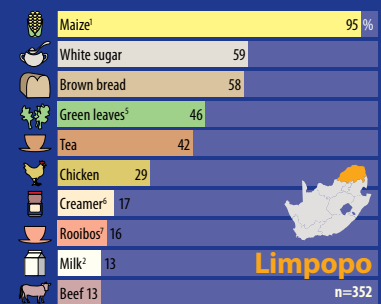 Maize¹ 95 %
White sugar 59
Brown bread 58
Green leaves⁵ 46
Tea 42
Chicken 29
Creamer⁶ 17
Rooibos⁷ 16
Milk² 13
Beef 13
Limpopo
n=352